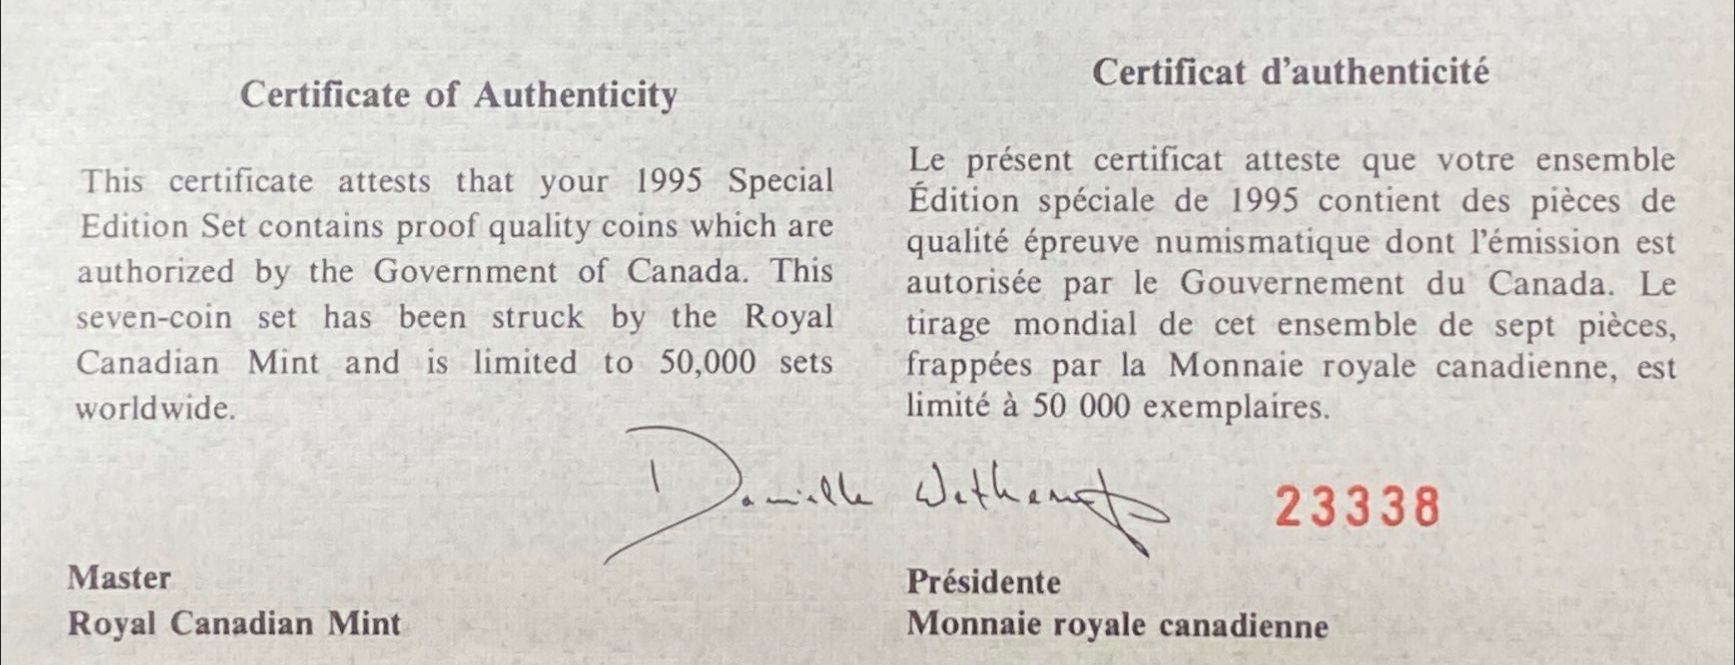 Certificate of Authenticity
This certificate attests that your 1995 Special
Edition Set contains proof quality coins which are
authorized by the Government of Canada. This
seven-coin set has been struck by the Royal
Canadian Mint and is limited to 50,000 sets
worldwide.
Certificat d'authenticité
Le présent certificat atteste que votre ensemble
Édition spéciale de 1995 contient des pièces de
qualité épreuve numismatique dont l'émission est
autorisée par le Gouvernement du Canada. Le
tirage mondial de cet ensemble de sept pièces,
frappées par la Monnaie royale canadienne, est
limité à 50 000 exemplaires.
Danielle
23338
Master
Royal Canadian Mint
Présidente
Monnaie royale canadienne